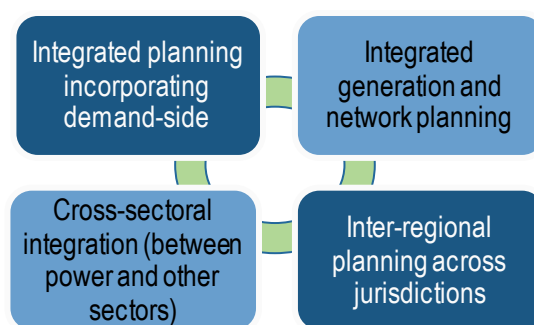 Integrated planning
incorporating
demand-side
Integrated
generation and
network planning
Cross-sectoral
integration (between
power and other
sectors)
Inter-regional
planning across
jurisdictions